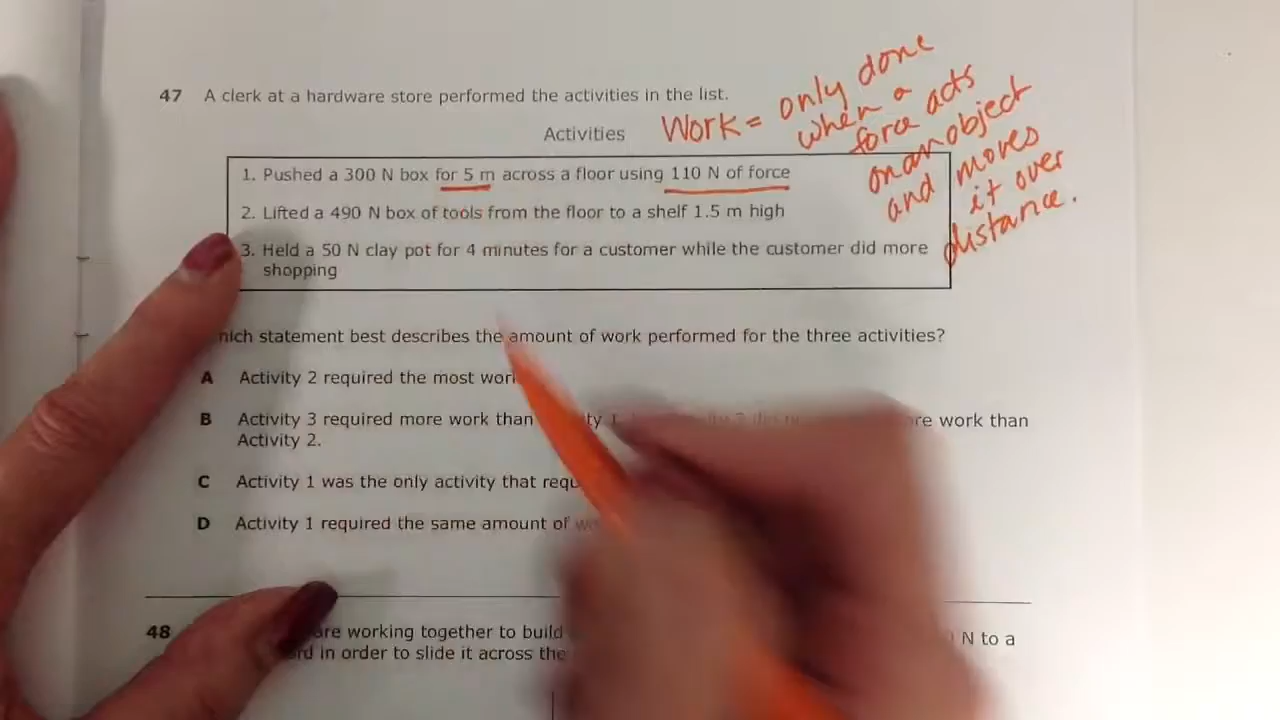 47 A clerk at a hardware store performed the activities in the list.
Activities
Work = only done
when a
force acts
on an object
and moves
it over
distance.
1. Pushed a 300 N box for 5 m across a floor using 110 N of force
2. Lifted a 490 N box of tools from the floor to a shelf 1.5 m high
3. Held a 50 N clay pot for 4 minutes for a customer while the customer did more
shopping
statement best describes the amount of work performed for the three activities?
A Activity 2 required the most
B Activity 3 required more work than work than
Activity 2.
C Activity 1 was the only activity that
D Activity 1 required the same amount of
48 are working together to build N to a
in order to slide it across the